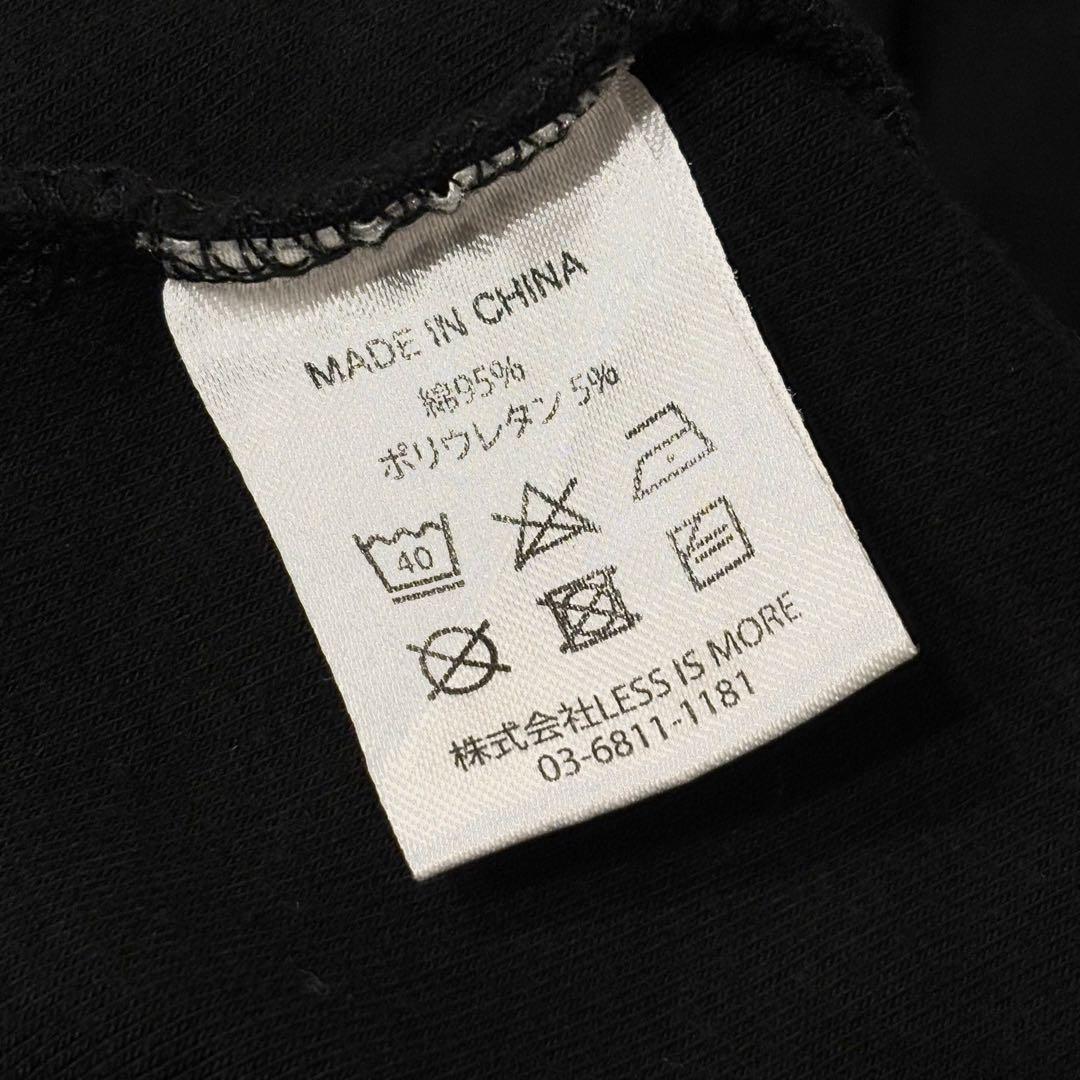 MADE IN CHINA
綿95%
ポリウレタン 5%
40
株式会社LESS IS MORE
03-6811-1181